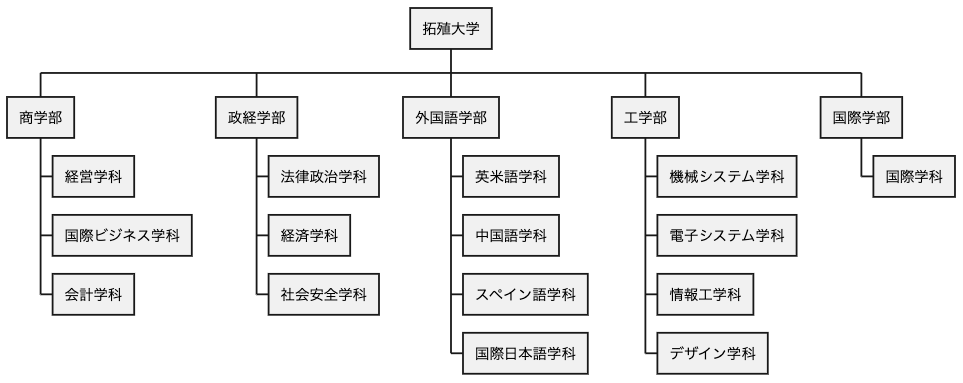 拓殖大学
商学部
経営学科
国際ビジネス学科
会計学科
政経学部
法律政治学科
経済学科
社会安全学科
外国語学部
英米語学科
中国語学科
スペイン語学科
国際日本語学科
工学部
機械システム学科
電子システム学科
情報工学科
デザイン学科
国際学部
国際学科